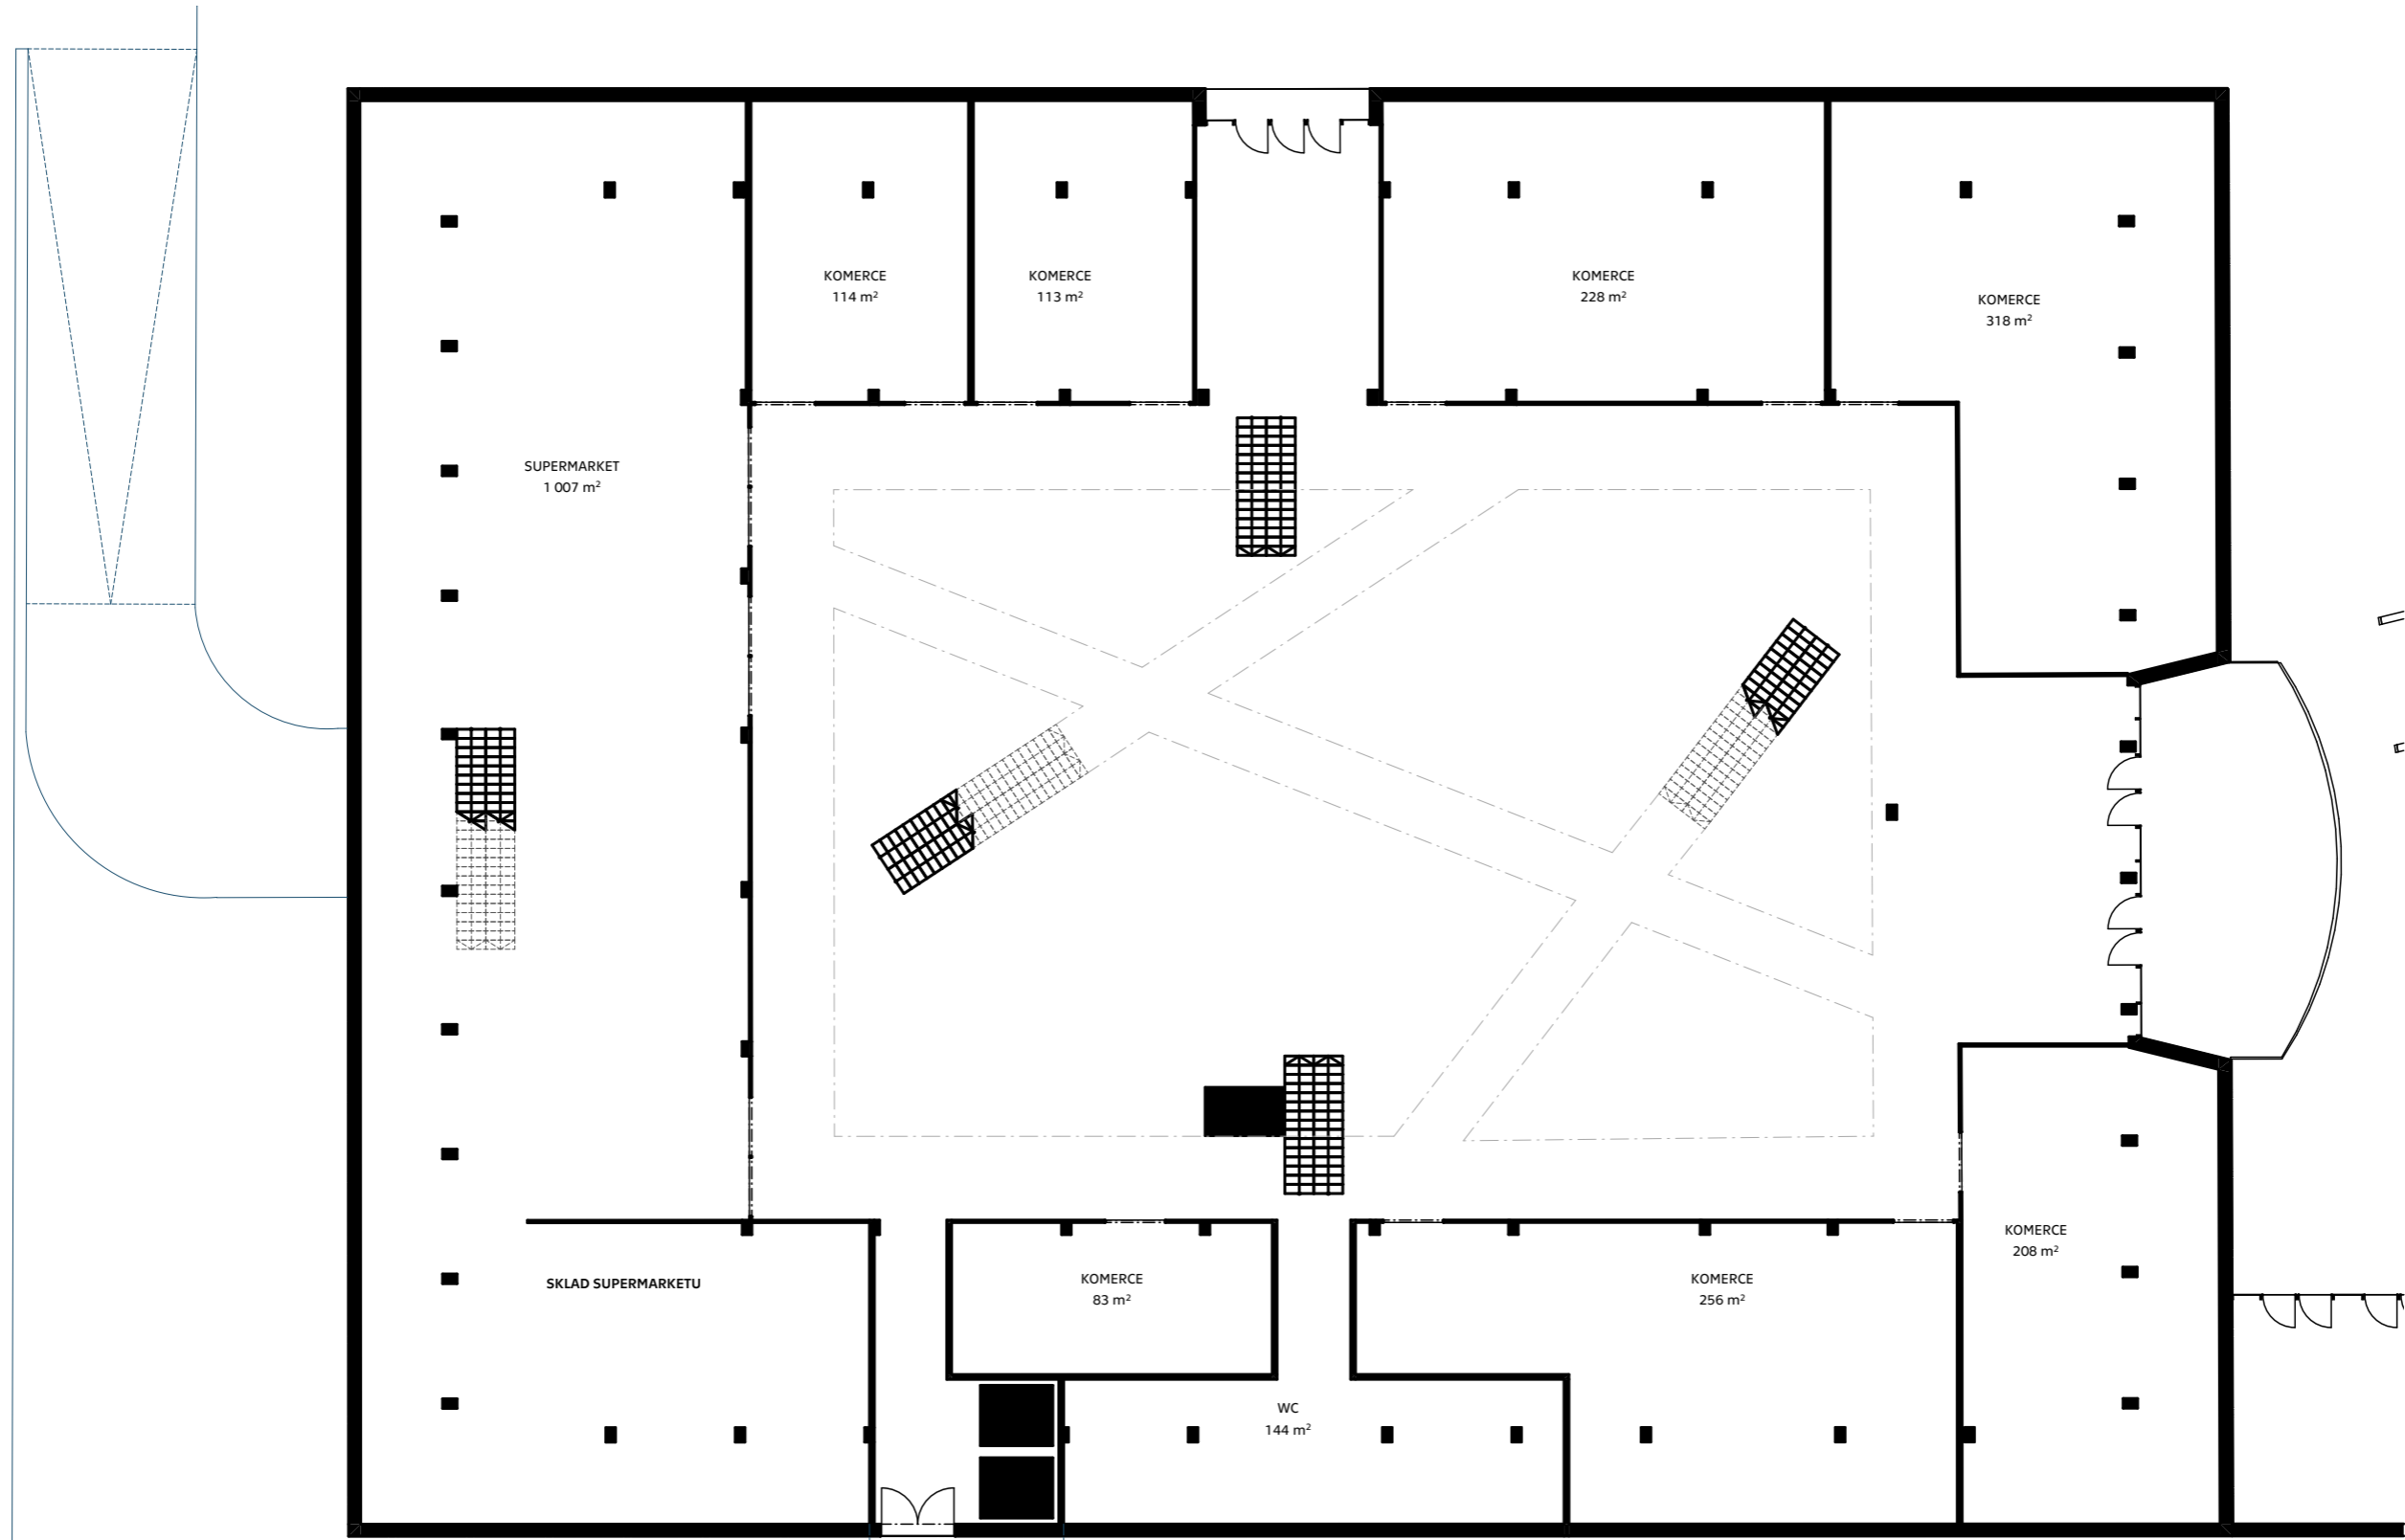 KOMERCE
114 m²
KOMERCE
113 m²
KOMERCE
228 m²
KOMERCE
318 m²
SUPERMARKET
1 007 m²
KOMERCE
208 m²
SKLAD SUPERMARKETU
KOMERCE
83 m²
KOMERCE
256 m²
WC
144 m²